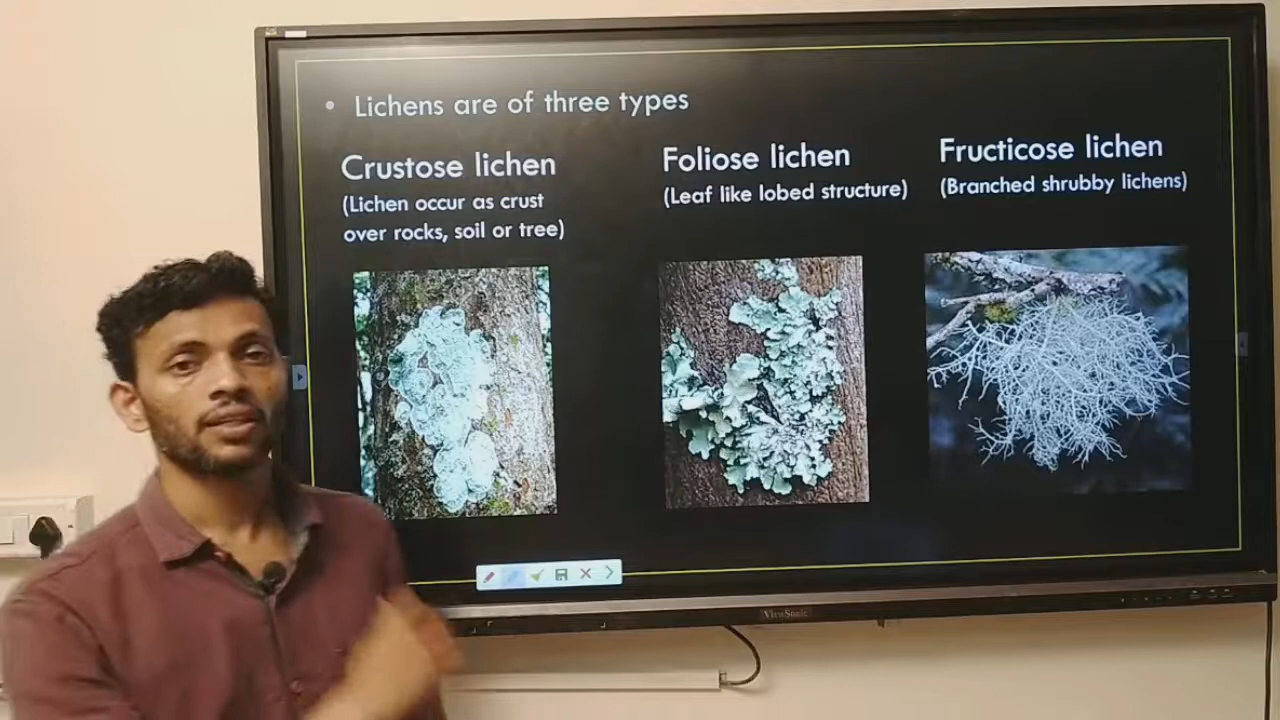 • Lichens are of three types
Crustose lichen
(Lichen occur as crust
over rocks, soil or tree)
Foliose lichen
(Leaf like lobed structure)
Fructicose lichen
(Branched shrubby lichens)
ViewSonic